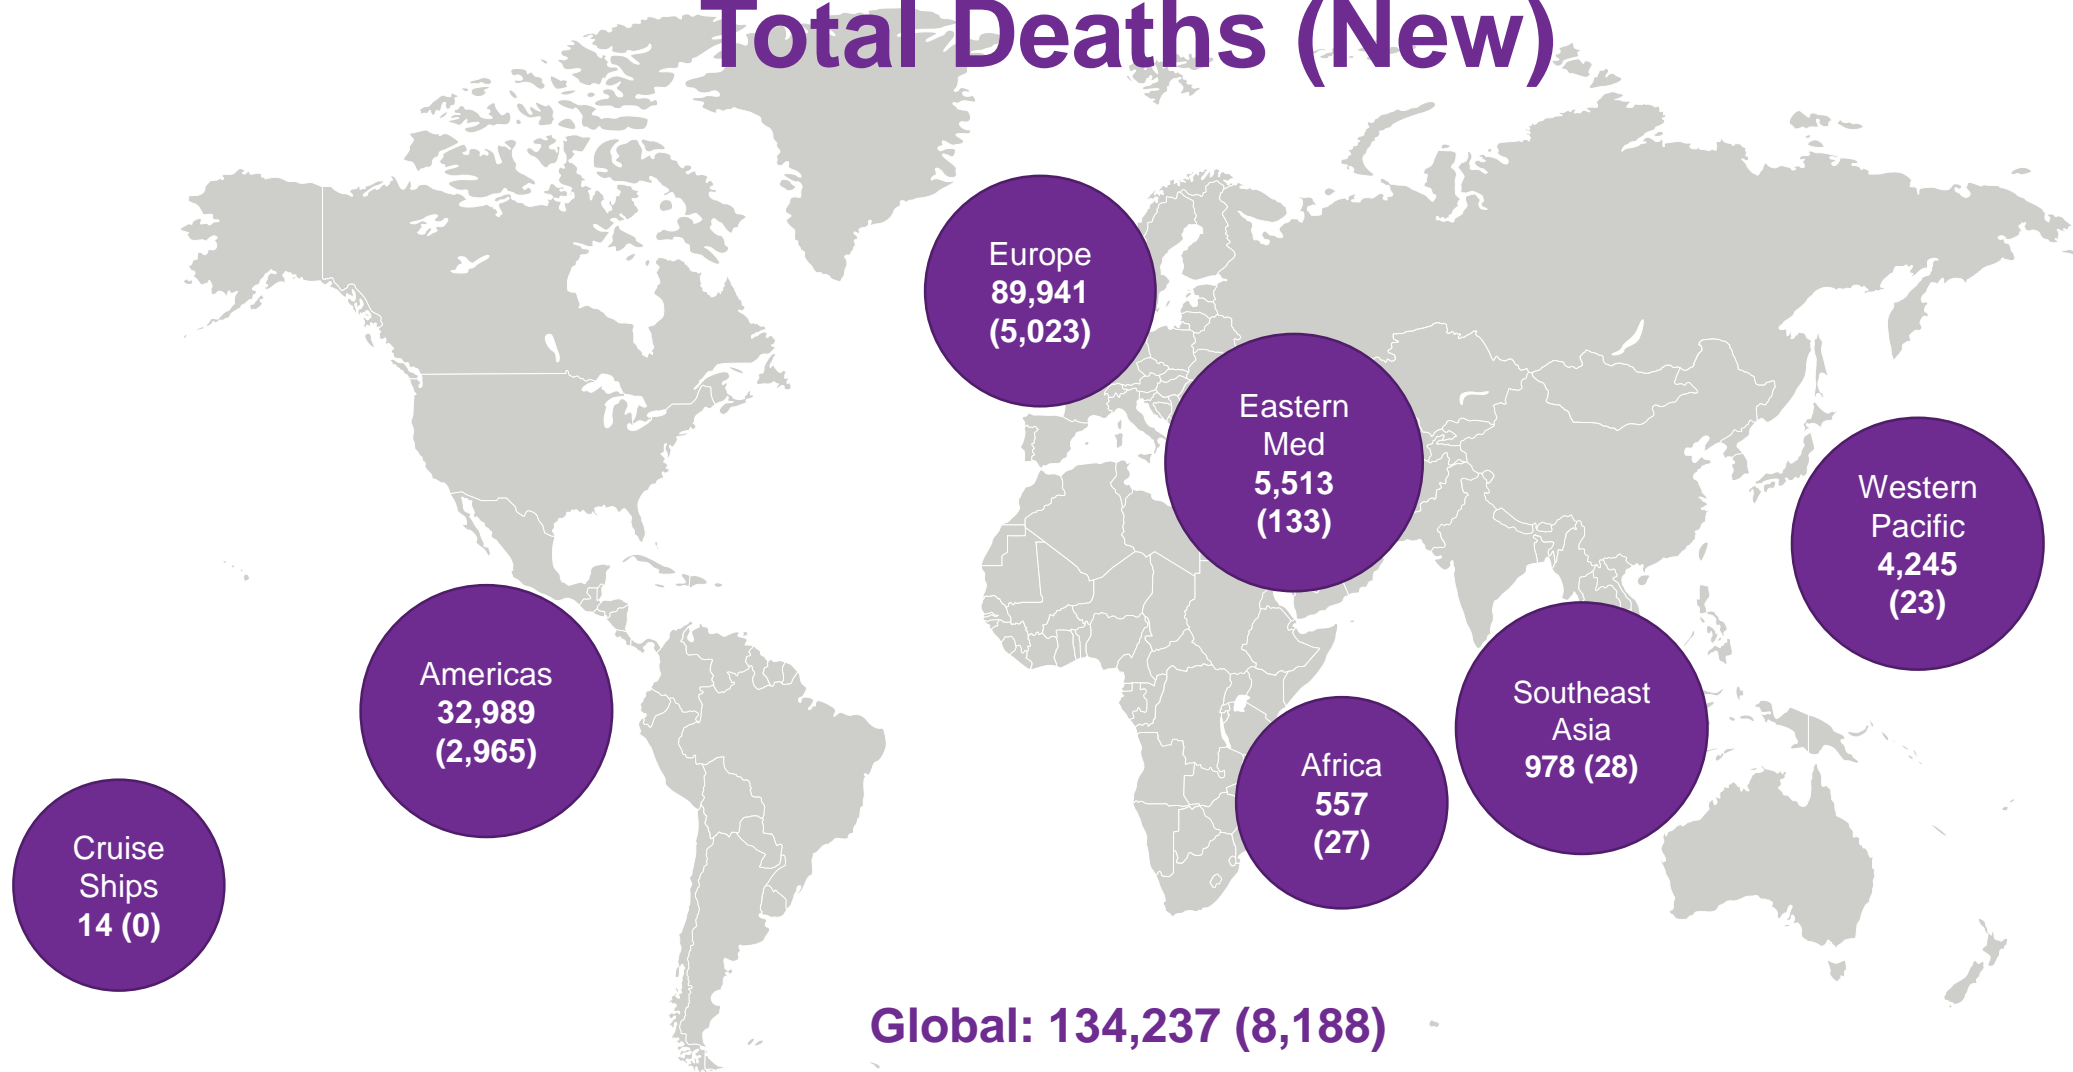 Total Deaths (New)
Europe
89,941
(5,023)
Eastern
Med
5,513
(133)
Western
Pacific
4,245
(23)
Americas
32,989
(2,965)
Southeast
Asia
978 (28)
Africa
557
(27)
Cruise
Ships
14 (0)
Global: 134,237 (8,188)